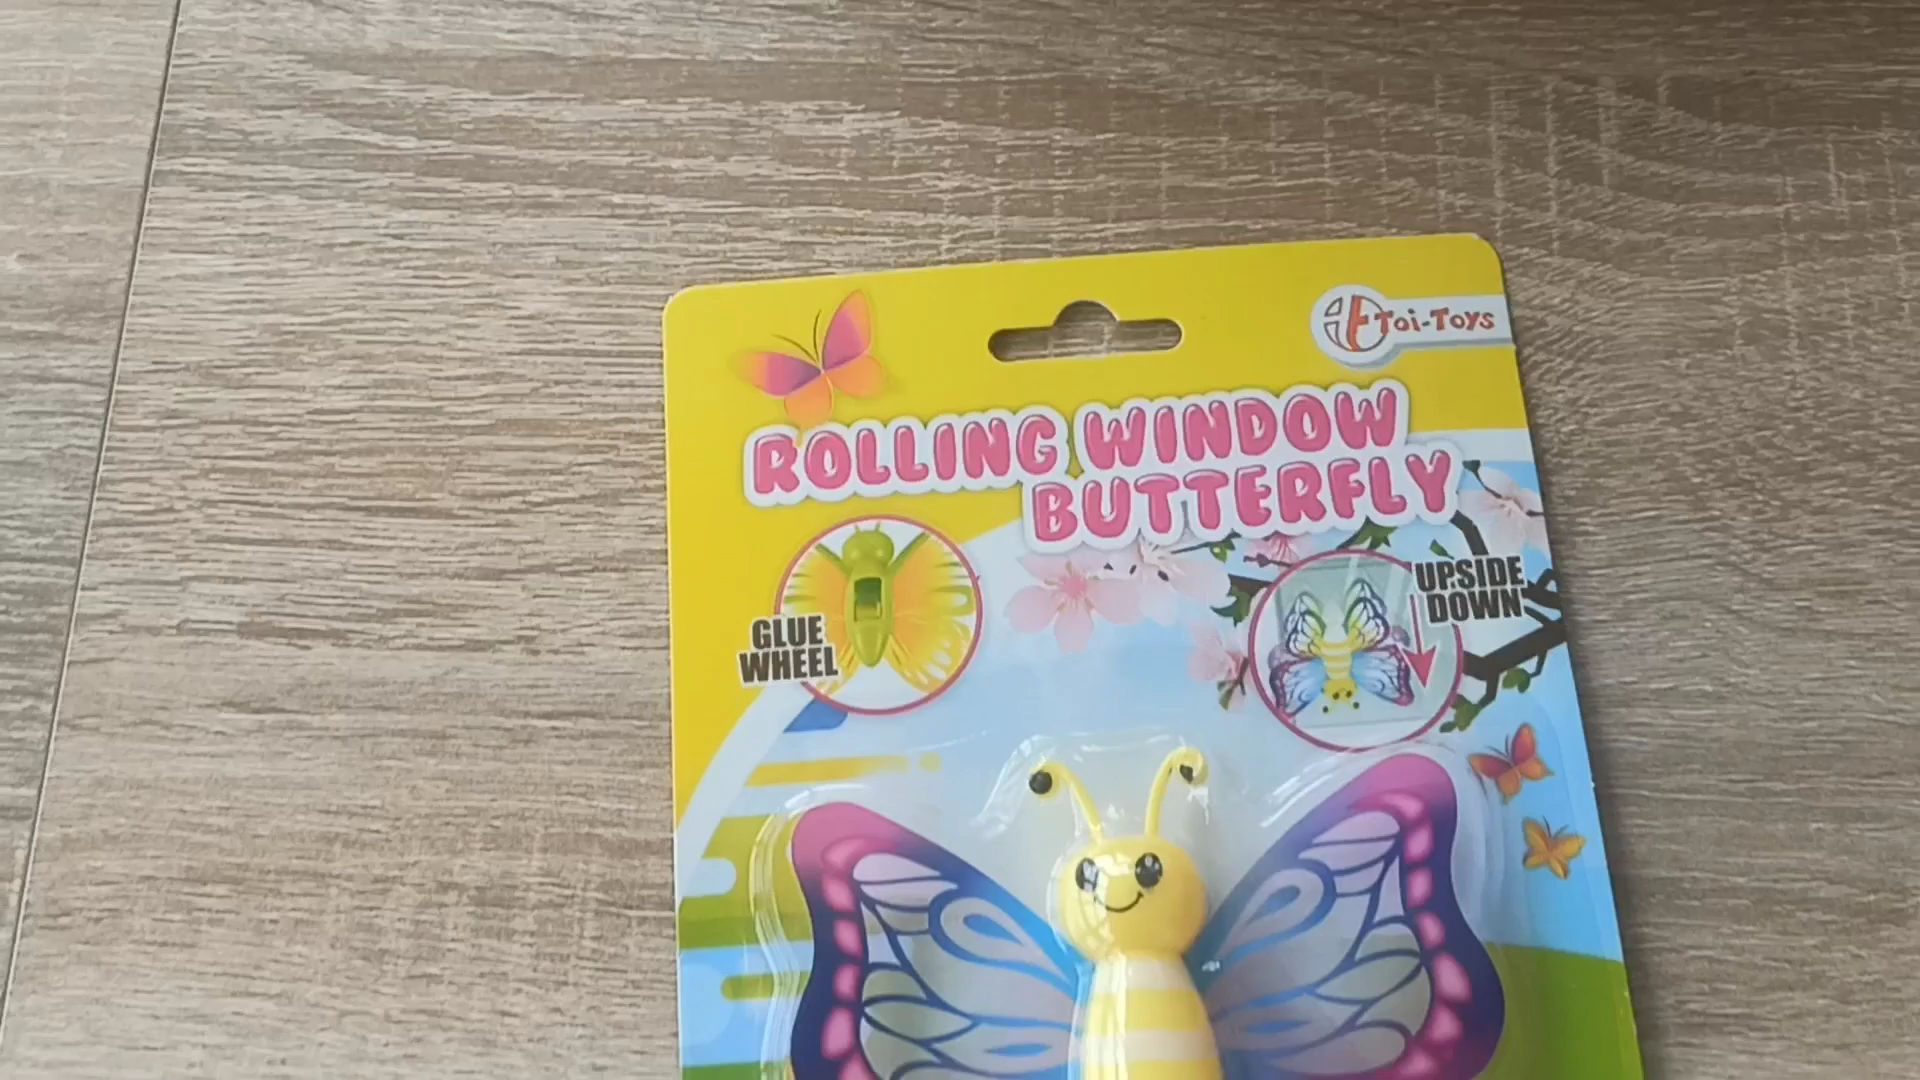 Toi-Toys
ROLLING WINDOW
BUTTERFLY
GLUE
WHEEL
UPSIDE
DOWN